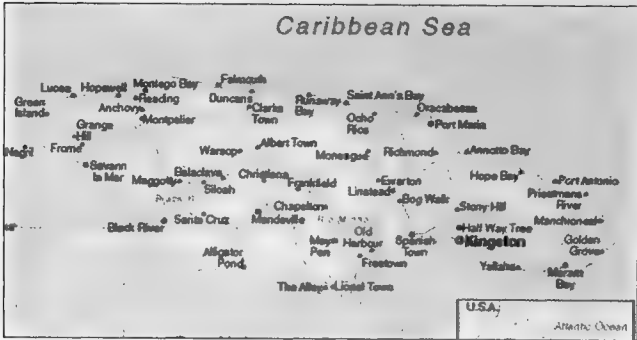 Caribbean Sea
Lucea
Hopewell
Montego Bay
Falmouth
Green
Island
Reading
Anchovy
Montpelier
Duncans
Clarks
Town
Runaway
Bay
Saint Ann's Bay
Ocho
Rios
Oracabessa
Port Maria
Grange
Hill
Frome
Negril
Savann
la Mar
Warsop
Albert Town
Moneague
Richmond
Annotto Bay
Maggotty
Balaclava
Siloah
Christiana
Frankfield
Ewarton
Linstead
Bog Walk
Hope Bay
Port Antonio
Priestmans
River
Black River
Santa Cruz
Chapelton
Mandeville
Stony Hill
Manchioneal
Alligator
Pond
May
Pen
Old
Harbour
Freetown
Spanish
Town
Half Way Tree
Kingston
Golden
Grove
Yallahs
Morant
Bay
The Alley
Lionel Town
U.S.A.
Atlantic Ocean